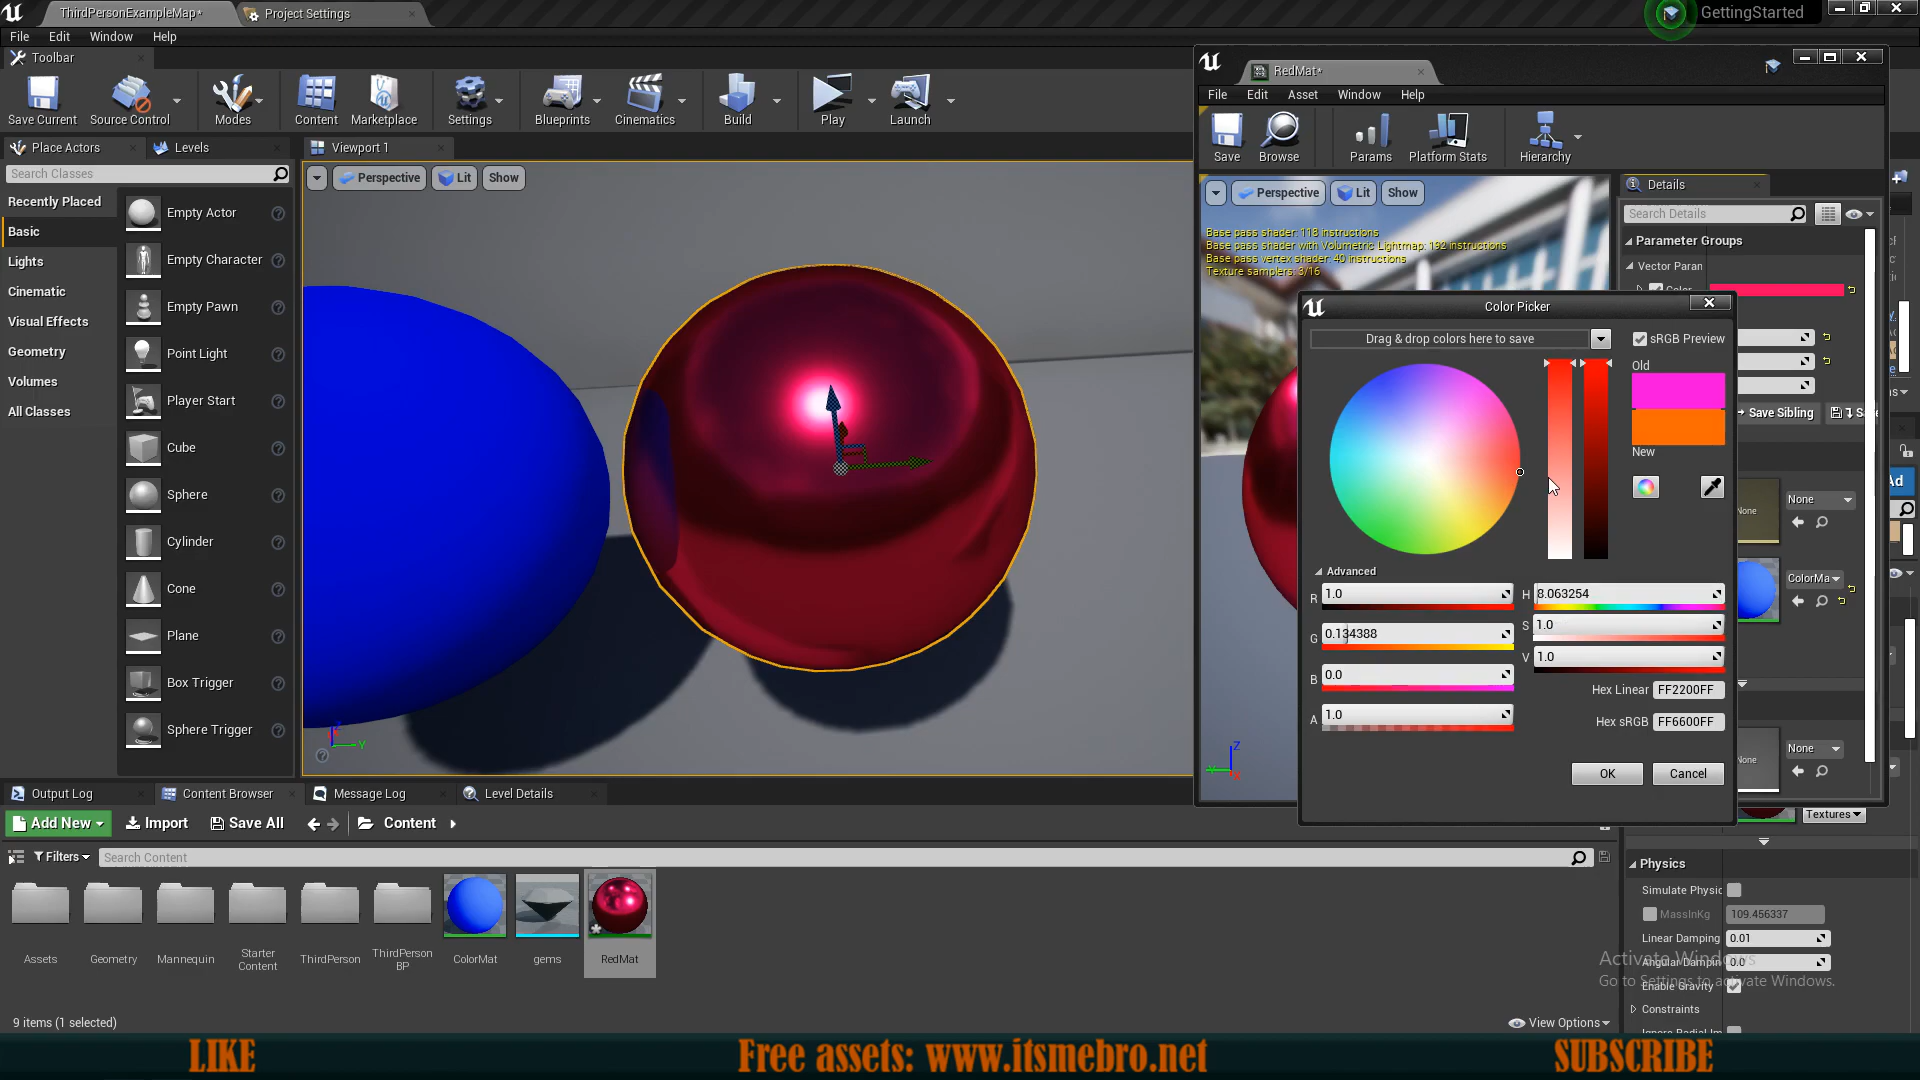 ThirdPersonExampleMap*
Project Settings
GettingStarted
File Edit Window Help
Toolbar
Save Current
Source Control
Modes
Content
Marketplace
Settings
Blueprints
Cinematics
Build
Play
Launch
Place Actors
Levels
Search Classes
Recently Placed
Basic
Lights
Cinematic
Visual Effects
Geometry
Volumes
All Classes
Empty Actor
Empty Character
Empty Pawn
Point Light
Player Start
Cube
Sphere
Cylinder
Cone
Plane
Box Trigger
Sphere Trigger
Viewport 1
Perspective
Lit
Show
RedMat*
File Edit Asset Window Help
Save
Browse
Params
Platform Stats
Hierarchy
Perspective
Lit
Show
Base pass shader: 118 instructions
Base pass shader with Volumetric Lightmap: 192 instructions
Base pass vertex shader: 40 instructions
Texture samplers: 3/16
Details
Search Details
Parameter Groups
Vector Param
Color Picker
Drag & drop colors here to save
sRGB Preview
Old
New
Advanced
R 1.0
G 0.134388
B 0.0
A 1.0
H 8.063254
S 1.0
V 1.0
Hex Linear FF2200FF
Hex sRGB FF6600FF
OK
Cancel
Save Sibling
None
None
ColorMa
None
None
Textures
Output Log
Content Browser
Message Log
Level Details
Add New
Import
Save All
Content
Filters
Search Content
Assets
Geometry
Mannequin
Starter
Content
ThirdPerson
ThirdPerson
BP
ColorMat
gems
RedMat
9 items (1 selected)
View Options
Physics
Simulate Physic
MassInKg 109.456337
Linear Damping 0.01
Angular Dampin 0.0
Enable Gravity
Constraints
Activate Windows
Go to Settings to activate Windows.
LIKE
Free assets: www.itsmebro.net
SUBSCRIBE